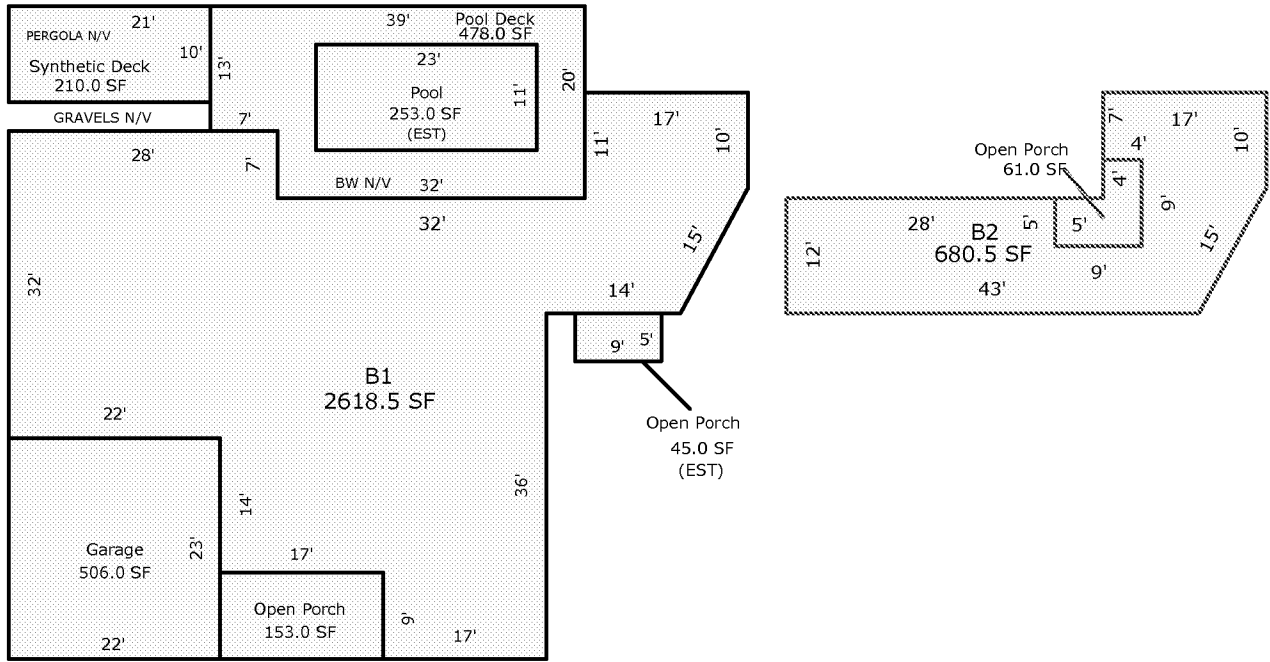 21'
PERGOLA N/V
10'
Synthetic Deck
210.0 SF
GRAVELS N/V
39'
Pool Deck
478.0 SF
13'
23'
Pool
253.0 SF
(EST)
11'
20'
7'
28'
7'
BW N/V
32'
32'
11'
17'
10'
15'
14'
32'
9'
5'
B1
2618.5 SF
Open Porch
45.0 SF
(EST)
22'
36'
14'
23'
Garage
506.0 SF
17'
Open Porch
153.0 SF
9'
22'
17'
7'
17'
10'
4'
Open Porch
61.0 SF
4'
9'
28'
5'
5'
B2
680.5 SF
12'
15'
9'
43'